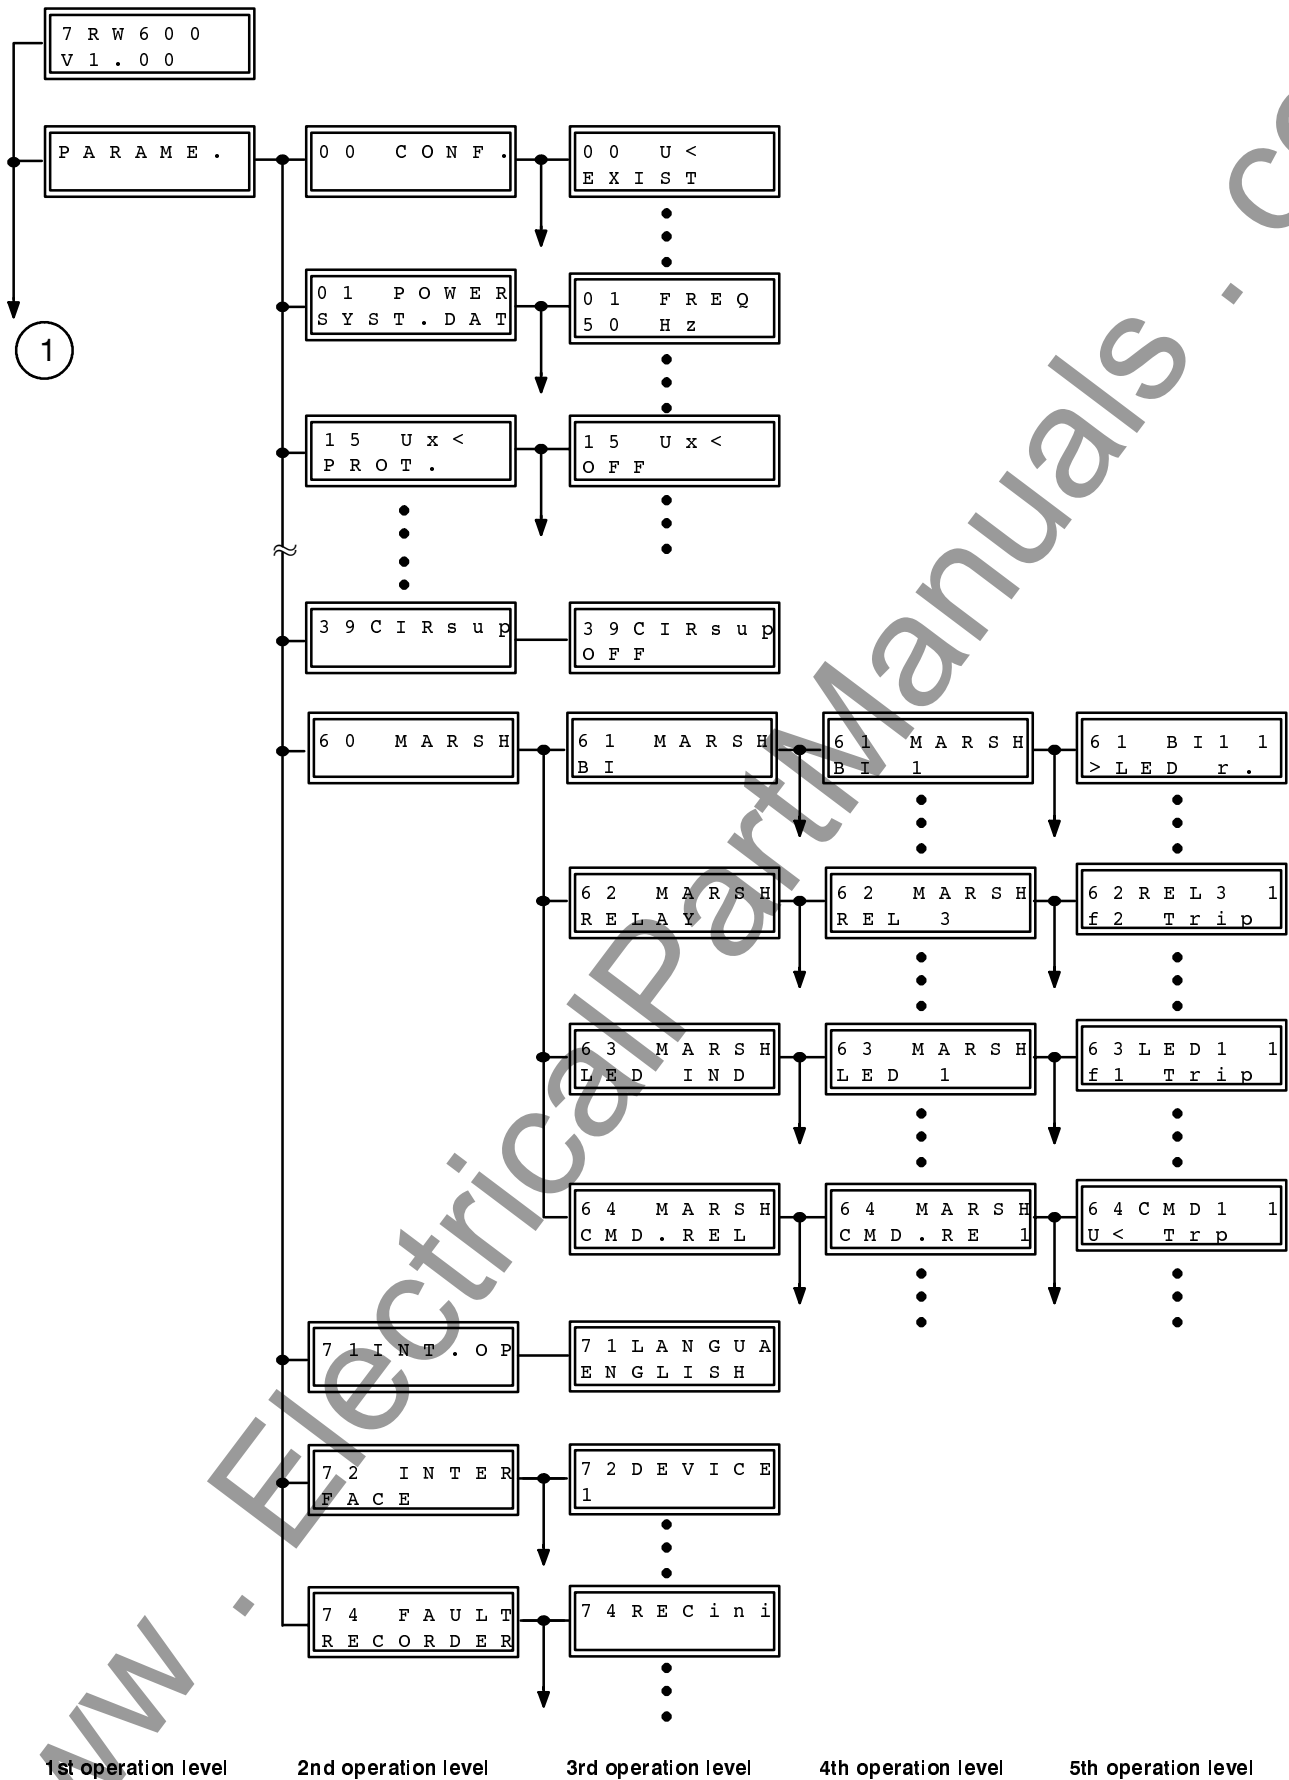 7RW600
V1.00
PARAME.
00 CONF.
00 U<
EXIST
01 POWER
SYST.DAT
01 FREQ
50 Hz
1
15 Ux<
PROT.
15 Ux<
OFF
39CIRsup
39CIRsup
OFF
60 MARSH
61 MARSH
BI
61 MARSH
BI 1
61 BI1 1
>LED r.
62 MARSH
RELAY
62 MARSH
REL 3
62REL3 1
f2 Trip
63 MARSH
LED IND
63 MARSH
LED 1
63LED1 1
f1 Trip
64 MARSH
CMD.REL
64 MARSH
CMD.RE 1
64CMD1 1
U< Trp
71INT.OP
71LANGUA
ENGLISH
72 INTER
FACE
72DEVICE
1
74 FAULT
RECORDER
74RECini
1st operation level
2nd operation level
3rd operation level
4th operation level
5th operation level
ww . ElectricalPartManuals . co